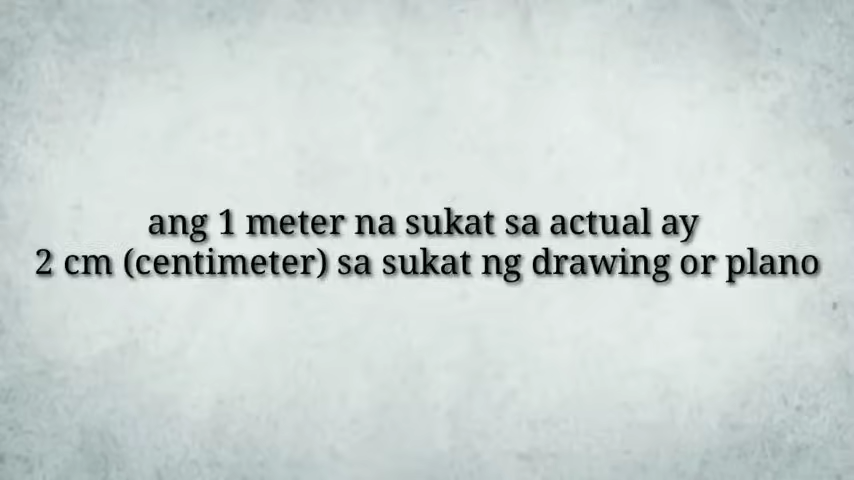 ang 1 meter na sukat sa actual ay
2 cm (centimeter) sa sukat ng drawing or plano